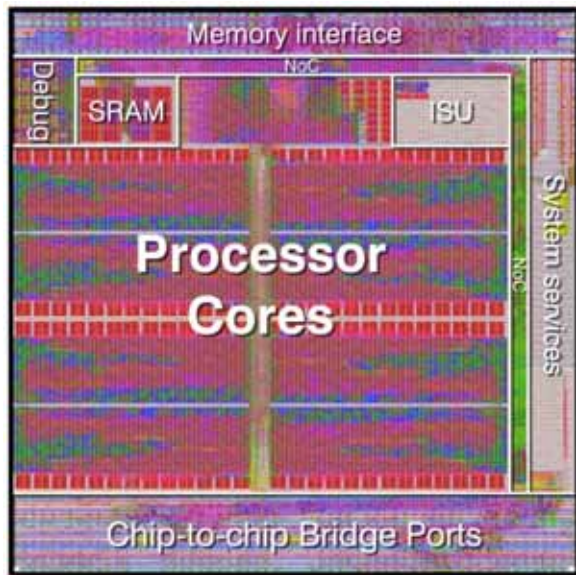 Memory interface
NoC
Debug
SRAM
ISU
Processor
Cores
NoC
System services
Chip-to-chip Bridge Ports